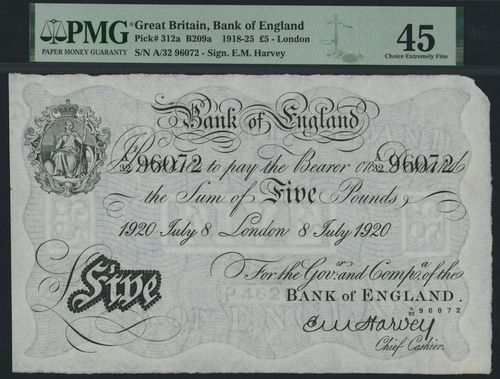 PMG
PAPER MONEY GUARANTY
Great Britain, Bank of England
Pick# 312a B209a 1918-25 £5 - London
S/N A/32 96072 - Sign. E.M. Harvey
45
Choice Extremely Fine
Bank of England
A/32 96072 to pay the Bearer on A/32 96072
the Sum of Five Pounds
1920 July 8 London 8 July 1920
For the Govr. and Compa. of the
BANK OF ENGLAND.
Five
A/32 96072
E M Harvey
Chief Cashier.